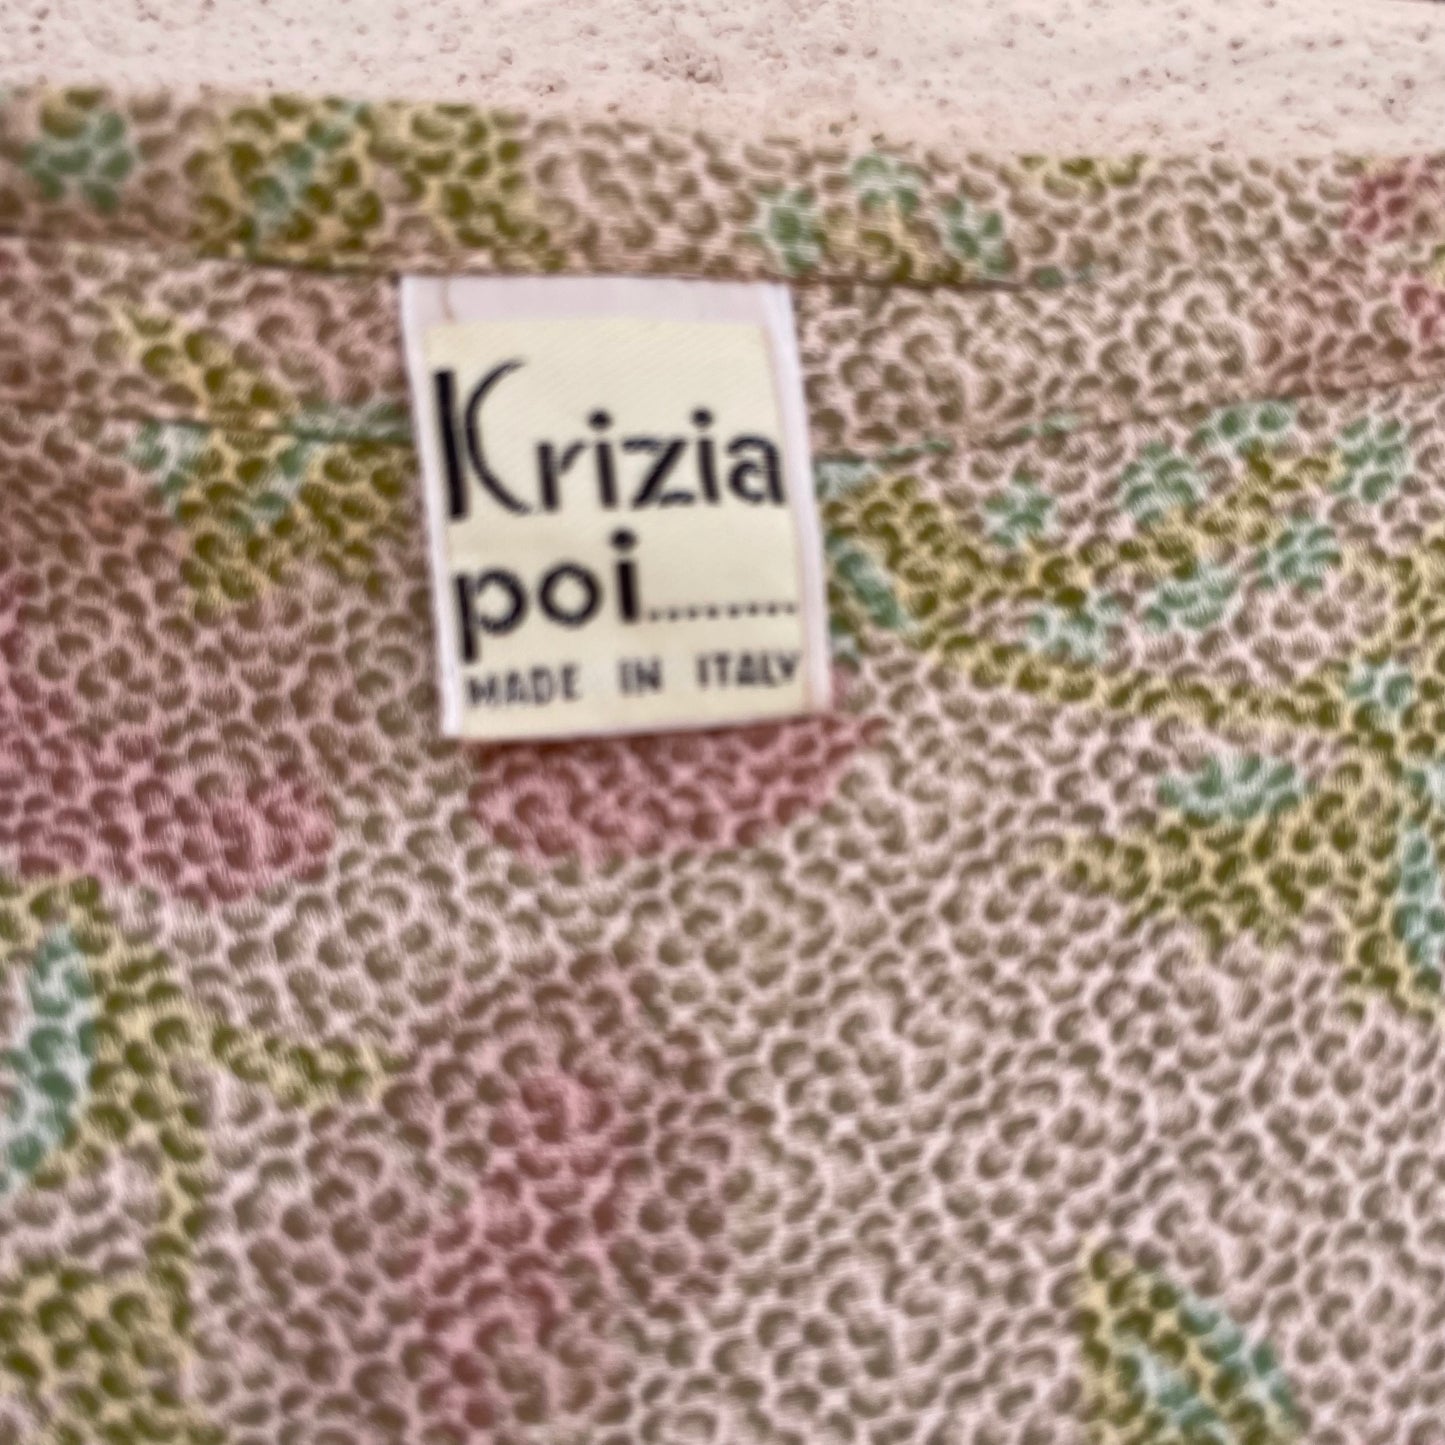 Krizia
poi........
MADE IN ITALY